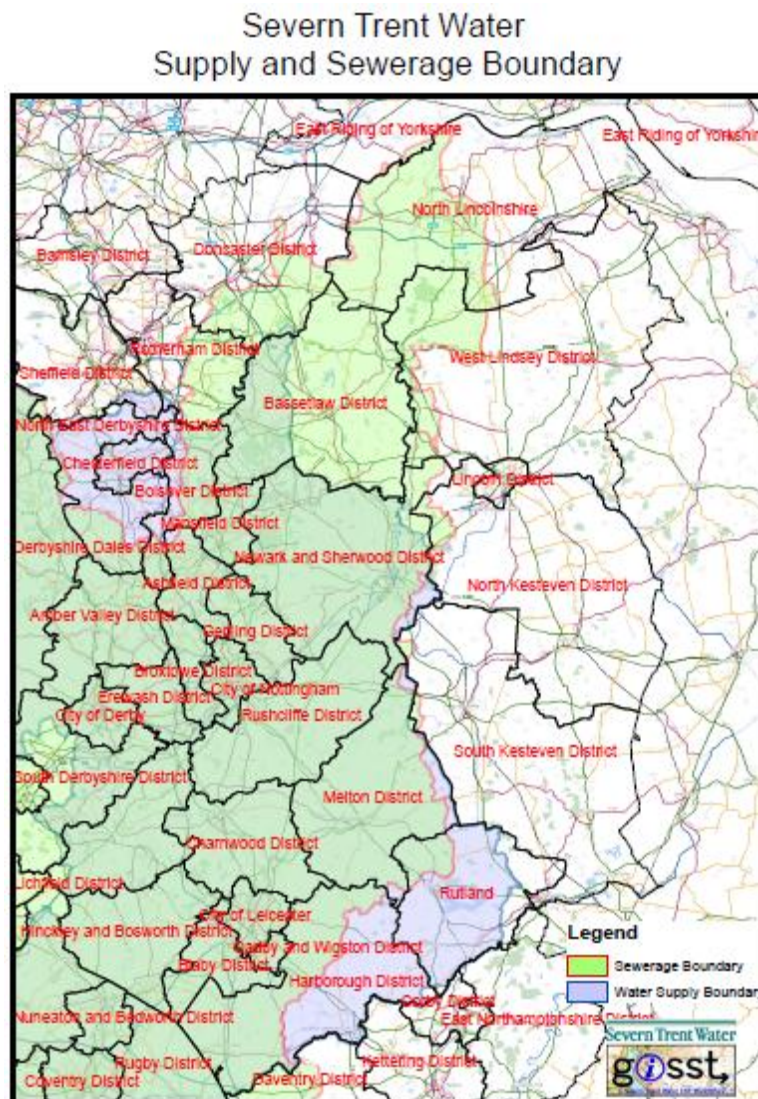 Severn Trent Water
Supply and Sewerage Boundary
East Riding of Yorkshire
East Riding of Yorkshire
North Lincolnshire
Barnsley District
Doncaster District
Rotherham District
West Lindsey District
Sheffield District
Bassetlaw District
North East Derbyshire District
Chesterfield District
Lincoln District
Bolsover District
Mansfield District
Derbyshire Dales District
Newark and Sherwood District
Ashfield District
North Kesteven District
Amber Valley District
Gedling District
Broxtowe District
City of Nottingham
Erewash District
City of Derby
Rushcliffe District
South Kesteven District
South Derbyshire District
Melton District
Charnwood District
Lichfield District
Rutland
City of Leicester
Hinckley and Bosworth District
Oadby and Wigston District
Blaby District
Harborough District
Legend
Sewerage Boundary
Water Supply Boundary
Corby District
Nuneaton and Bedworth District
East Northamptonshire District
Severn Trent Water
Rugby District
Kettering District
gisst
Coventry District
Daventry District